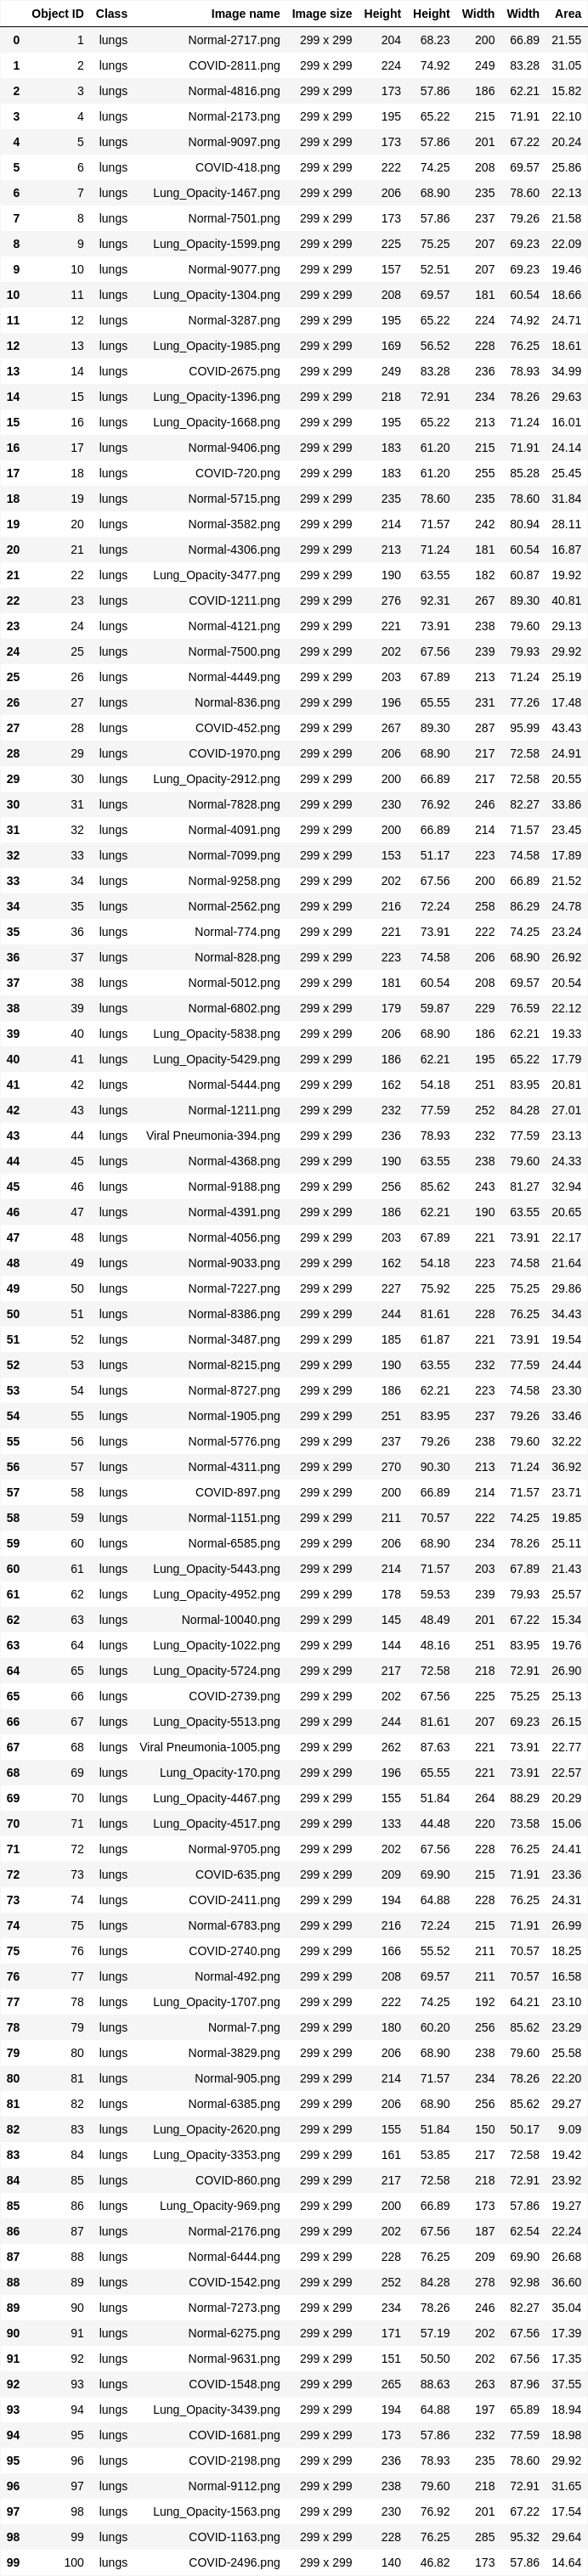 Object ID Class Image name Image size Height Height Width Width Area
0 1 lungs Normal-2717.png 299 x 299 204 68.23 200 66.89 21.55
1 2 lungs COVID-2811.png 299 x 299 224 74.92 249 83.28 31.05
2 3 lungs Normal-4816.png 299 x 299 173 57.86 186 62.21 15.82
3 4 lungs Normal-2173.png 299 x 299 195 65.22 215 71.91 22.10
4 5 lungs Normal-9097.png 299 x 299 173 57.86 201 67.22 20.24
5 6 lungs COVID-418.png 299 x 299 222 74.25 208 69.57 25.86
6 7 lungs Lung_Opacity-1467.png 299 x 299 206 68.90 235 78.60 22.13
7 8 lungs Normal-7501.png 299 x 299 173 57.86 237 79.26 21.58
8 9 lungs Lung_Opacity-1599.png 299 x 299 225 75.25 207 69.23 22.09
9 10 lungs Normal-9077.png 299 x 299 157 52.51 207 69.23 19.46
10 11 lungs Lung_Opacity-1304.png 299 x 299 208 69.57 181 60.54 18.66
11 12 lungs Normal-3287.png 299 x 299 195 65.22 224 74.92 24.71
12 13 lungs Lung_Opacity-1985.png 299 x 299 169 56.52 228 76.25 18.61
13 14 lungs COVID-2675.png 299 x 299 249 83.28 236 78.93 34.99
14 15 lungs Lung_Opacity-1396.png 299 x 299 218 72.91 234 78.26 29.63
15 16 lungs Lung_Opacity-1668.png 299 x 299 195 65.22 213 71.24 16.01
16 17 lungs Normal-9406.png 299 x 299 183 61.20 215 71.91 24.14
17 18 lungs COVID-720.png 299 x 299 183 61.20 255 85.28 25.45
18 19 lungs Normal-5715.png 299 x 299 235 78.60 235 78.60 31.84
19 20 lungs Normal-3582.png 299 x 299 214 71.57 242 80.94 28.11
20 21 lungs Normal-4306.png 299 x 299 213 71.24 181 60.54 16.87
21 22 lungs Lung_Opacity-3477.png 299 x 299 190 63.55 182 60.87 19.92
22 23 lungs COVID-1211.png 299 x 299 276 92.31 267 89.30 40.81
23 24 lungs Normal-4121.png 299 x 299 221 73.91 238 79.60 29.13
24 25 lungs Normal-7500.png 299 x 299 202 67.56 239 79.93 29.92
25 26 lungs Normal-4449.png 299 x 299 203 67.89 213 71.24 25.19
26 27 lungs Normal-836.png 299 x 299 196 65.55 231 77.26 17.48
27 28 lungs COVID-452.png 299 x 299 267 89.30 287 95.99 43.43
28 29 lungs COVID-1970.png 299 x 299 206 68.90 217 72.58 24.91
29 30 lungs Lung_Opacity-2912.png 299 x 299 200 66.89 217 72.58 20.55
30 31 lungs Normal-7828.png 299 x 299 230 76.92 246 82.27 33.86
31 32 lungs Normal-4091.png 299 x 299 200 66.89 214 71.57 23.45
32 33 lungs Normal-7099.png 299 x 299 153 51.17 223 74.58 17.89
33 34 lungs Normal-9258.png 299 x 299 202 67.56 200 66.89 21.52
34 35 lungs Normal-2562.png 299 x 299 216 72.24 258 86.29 24.78
35 36 lungs Normal-774.png 299 x 299 221 73.91 222 74.25 23.24
36 37 lungs Normal-828.png 299 x 299 223 74.58 206 68.90 26.92
37 38 lungs Normal-5012.png 299 x 299 181 60.54 208 69.57 20.54
38 39 lungs Normal-6802.png 299 x 299 179 59.87 229 76.59 22.12
39 40 lungs Lung_Opacity-5838.png 299 x 299 206 68.90 186 62.21 19.33
40 41 lungs Lung_Opacity-5429.png 299 x 299 186 62.21 195 65.22 17.79
41 42 lungs Normal-5444.png 299 x 299 162 54.18 251 83.95 20.81
42 43 lungs Normal-1211.png 299 x 299 232 77.59 252 84.28 27.01
43 44 lungs Viral Pneumonia-394.png 299 x 299 236 78.93 232 77.59 23.13
44 45 lungs Normal-4368.png 299 x 299 190 63.55 238 79.60 24.33
45 46 lungs Normal-9188.png 299 x 299 256 85.62 243 81.27 32.94
46 47 lungs Normal-4391.png 299 x 299 186 62.21 190 63.55 20.65
47 48 lungs Normal-4056.png 299 x 299 203 67.89 221 73.91 22.17
48 49 lungs Normal-9033.png 299 x 299 162 54.18 223 74.58 21.64
49 50 lungs Normal-7227.png 299 x 299 227 75.92 225 75.25 29.86
50 51 lungs Normal-8386.png 299 x 299 244 81.61 228 76.25 34.43
51 52 lungs Normal-3487.png 299 x 299 185 61.87 221 73.91 19.54
52 53 lungs Normal-8215.png 299 x 299 190 63.55 232 77.59 24.44
53 54 lungs Normal-8727.png 299 x 299 186 62.21 223 74.58 23.30
54 55 lungs Normal-1905.png 299 x 299 251 83.95 237 79.26 33.46
55 56 lungs Normal-5776.png 299 x 299 237 79.26 238 79.60 32.22
56 57 lungs Normal-4311.png 299 x 299 270 90.30 213 71.24 36.92
57 58 lungs COVID-897.png 299 x 299 200 66.89 214 71.57 23.71
58 59 lungs Normal-1151.png 299 x 299 211 70.57 222 74.25 19.85
59 60 lungs Normal-6585.png 299 x 299 206 68.90 234 78.26 25.11
60 61 lungs Lung_Opacity-5443.png 299 x 299 214 71.57 203 67.89 21.43
61 62 lungs Lung_Opacity-4952.png 299 x 299 178 59.53 239 79.93 25.57
62 63 lungs Normal-10040.png 299 x 299 145 48.49 201 67.22 15.34
63 64 lungs Lung_Opacity-1022.png 299 x 299 144 48.16 251 83.95 19.76
64 65 lungs Lung_Opacity-5724.png 299 x 299 217 72.58 218 72.91 26.90
65 66 lungs COVID-2739.png 299 x 299 202 67.56 225 75.25 25.13
66 67 lungs Lung_Opacity-5513.png 299 x 299 244 81.61 207 69.23 26.15
67 68 lungs Viral Pneumonia-1005.png 299 x 299 262 87.63 221 73.91 22.77
68 69 lungs Lung_Opacity-170.png 299 x 299 196 65.55 221 73.91 22.57
69 70 lungs Lung_Opacity-4467.png 299 x 299 155 51.84 264 88.29 20.29
70 71 lungs Lung_Opacity-4517.png 299 x 299 133 44.48 220 73.58 15.06
71 72 lungs Normal-9705.png 299 x 299 202 67.56 228 76.25 24.41
72 73 lungs COVID-635.png 299 x 299 209 69.90 215 71.91 23.36
73 74 lungs COVID-2411.png 299 x 299 194 64.88 228 76.25 24.31
74 75 lungs Normal-6783.png 299 x 299 216 72.24 215 71.91 26.99
75 76 lungs COVID-2740.png 299 x 299 166 55.52 211 70.57 18.25
76 77 lungs Normal-492.png 299 x 299 208 69.57 211 70.57 16.58
77 78 lungs Lung_Opacity-1707.png 299 x 299 222 74.25 192 64.21 23.10
78 79 lungs Normal-7.png 299 x 299 180 60.20 256 85.62 23.29
79 80 lungs Normal-3829.png 299 x 299 206 68.90 238 79.60 25.58
80 81 lungs Normal-905.png 299 x 299 214 71.57 234 78.26 22.20
81 82 lungs Normal-6385.png 299 x 299 206 68.90 256 85.62 29.27
82 83 lungs Lung_Opacity-2620.png 299 x 299 155 51.84 150 50.17 9.09
83 84 lungs Lung_Opacity-3353.png 299 x 299 161 53.85 217 72.58 19.42
84 85 lungs COVID-860.png 299 x 299 217 72.58 218 72.91 23.92
85 86 lungs Lung_Opacity-969.png 299 x 299 200 66.89 173 57.86 19.27
86 87 lungs Normal-2176.png 299 x 299 202 67.56 187 62.54 22.24
87 88 lungs Normal-6444.png 299 x 299 228 76.25 209 69.90 26.68
88 89 lungs COVID-1542.png 299 x 299 252 84.28 278 92.98 36.60
89 90 lungs Normal-7273.png 299 x 299 234 78.26 246 82.27 35.04
90 91 lungs Normal-6275.png 299 x 299 171 57.19 202 67.56 17.39
91 92 lungs Normal-9631.png 299 x 299 151 50.50 202 67.56 17.35
92 93 lungs COVID-1548.png 299 x 299 265 88.63 263 87.96 37.55
93 94 lungs Lung_Opacity-3439.png 299 x 299 194 64.88 197 65.89 18.94
94 95 lungs COVID-1681.png 299 x 299 173 57.86 232 77.59 18.98
95 96 lungs COVID-2198.png 299 x 299 236 78.93 235 78.60 29.92
96 97 lungs Normal-9112.png 299 x 299 238 79.60 218 72.91 31.65
97 98 lungs Lung_Opacity-1563.png 299 x 299 230 76.92 201 67.22 17.54
98 99 lungs COVID-1163.png 299 x 299 228 76.25 285 95.32 29.64
99 100 lungs COVID-2496.png 299 x 299 140 46.82 173 57.86 14.64